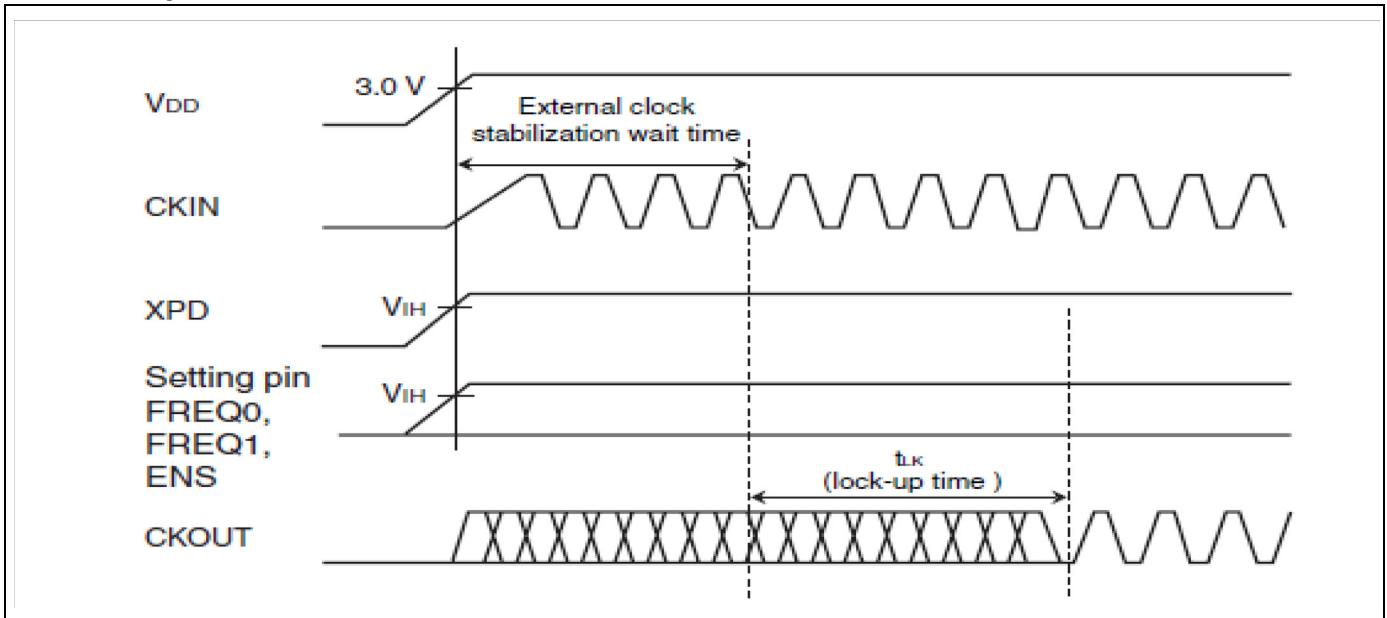 VDD
3.0 V
External clock
stabilization wait time
CKIN
XPD
VIH
Setting pin
FREQ0,
FREQ1,
ENS
VIH
tLK
(lock-up time )
CKOUT